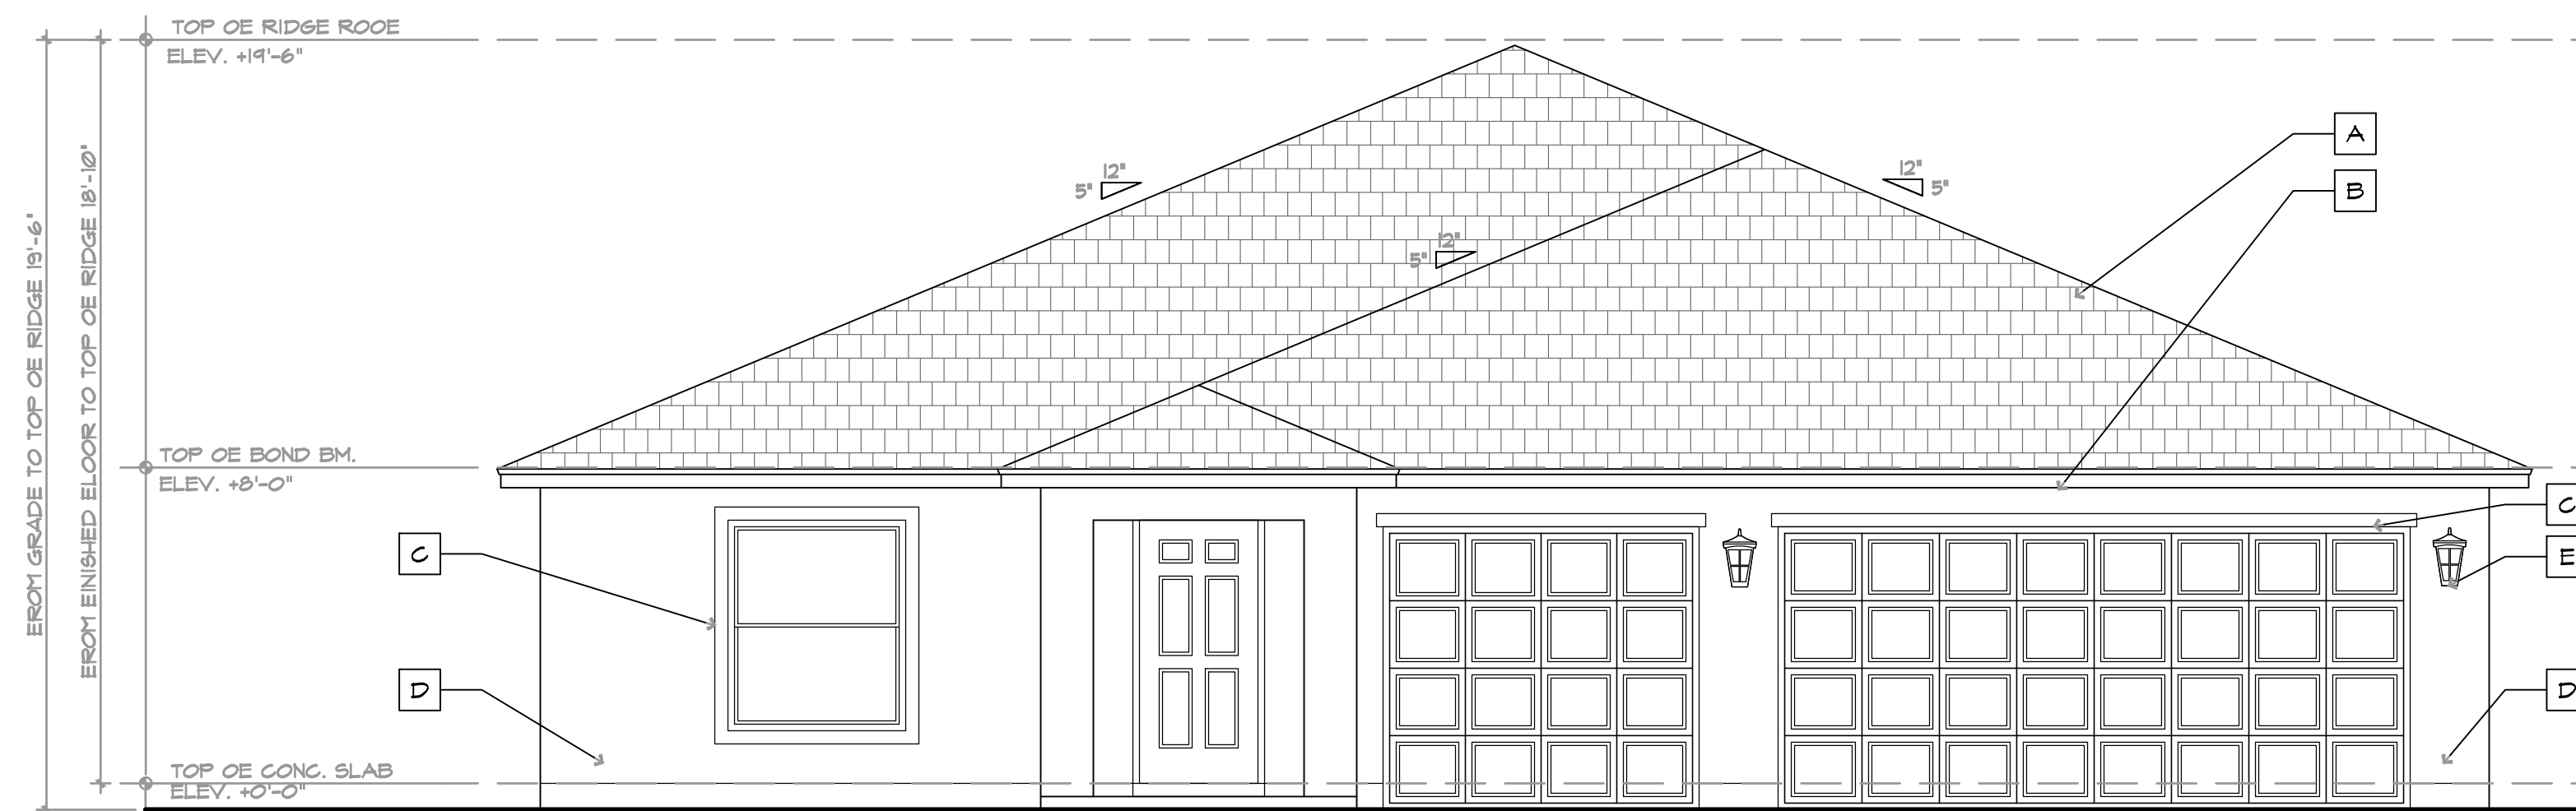 TOP OE RIDGE ROOE
ELEV. +19'-6"
A
12"
5"
12"
5"
B
12"
5"
EROM GRADE TO TOP OE RIDGE 19'-6"
EROM EINISHED ELOOR TO TOP OE RIDGE 18'-10"
TOP OE BOND BM.
ELEV. +8'-0"
C
C
E
D
D
TOP OE CONC. SLAB
ELEV. +0'-0"